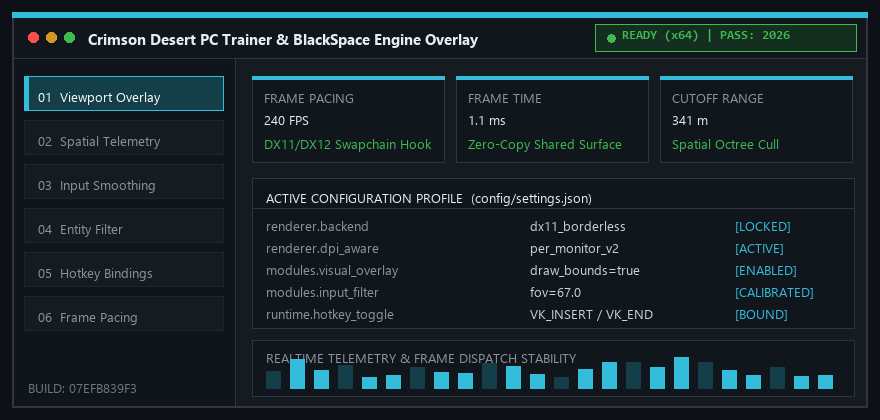 Crimson Desert PC Trainer & BlackSpace Engine Overlay
READY (x64) | PASS: 2026
01 Viewport Overlay
02 Spatial Telemetry
03 Input Smoothing
04 Entity Filter
05 Hotkey Bindings
06 Frame Pacing
BUILD: 07EFB839F3
FRAME PACING
240 FPS
DX11/DX12 Swapchain Hook
FRAME TIME
1.1 ms
Zero-Copy Shared Surface
CUTOFF RANGE
341 m
Spatial Octree Cull
ACTIVE CONFIGURATION PROFILE (config/settings.json)
renderer.backend dx11_borderless [LOCKED]
renderer.dpi_aware per_monitor_v2 [ACTIVE]
modules.visual_overlay draw_bounds=true [ENABLED]
modules.input_filter fov=67.0 [CALIBRATED]
runtime.hotkey_toggle VK_INSERT / VK_END [BOUND]
REALTIME TELEMETRY & FRAME DISPATCH STABILITY